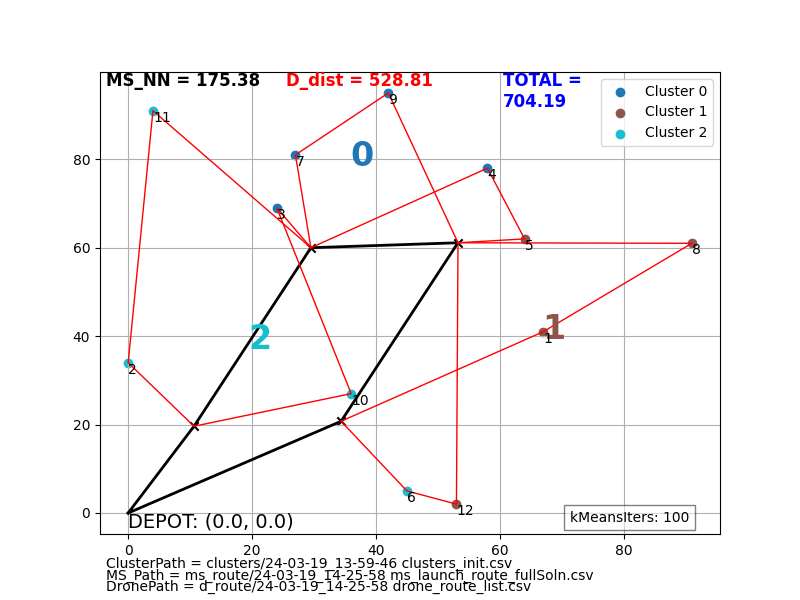 MS_NN = 175.38 D_dist = 528.81 TOTAL =
704.19
Cluster 0
Cluster 1
Cluster 2
9
11
7
0
4
3
5
8
80
60
40
20
0
2
1
1
2
10
6
12
DEPOT: (0.0, 0.0)
kMeansIters: 100
0 20 40 60 80
ClusterPath = clusters/24-03-19_13-59-46 clusters_init.csv
MS_Path = ms_route/24-03-19_14-25-58 ms_launch_route_fullSoln.csv
DronePath = d_route/24-03-19_14-25-58 drone_route_list.csv